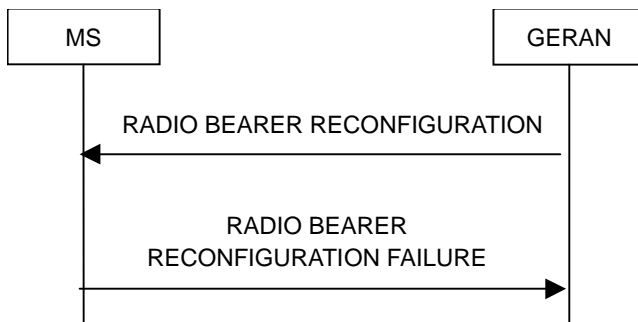 MS
GERAN
RADIO BEARER RECONFIGURATION
RADIO BEARER
RECONFIGURATION FAILURE